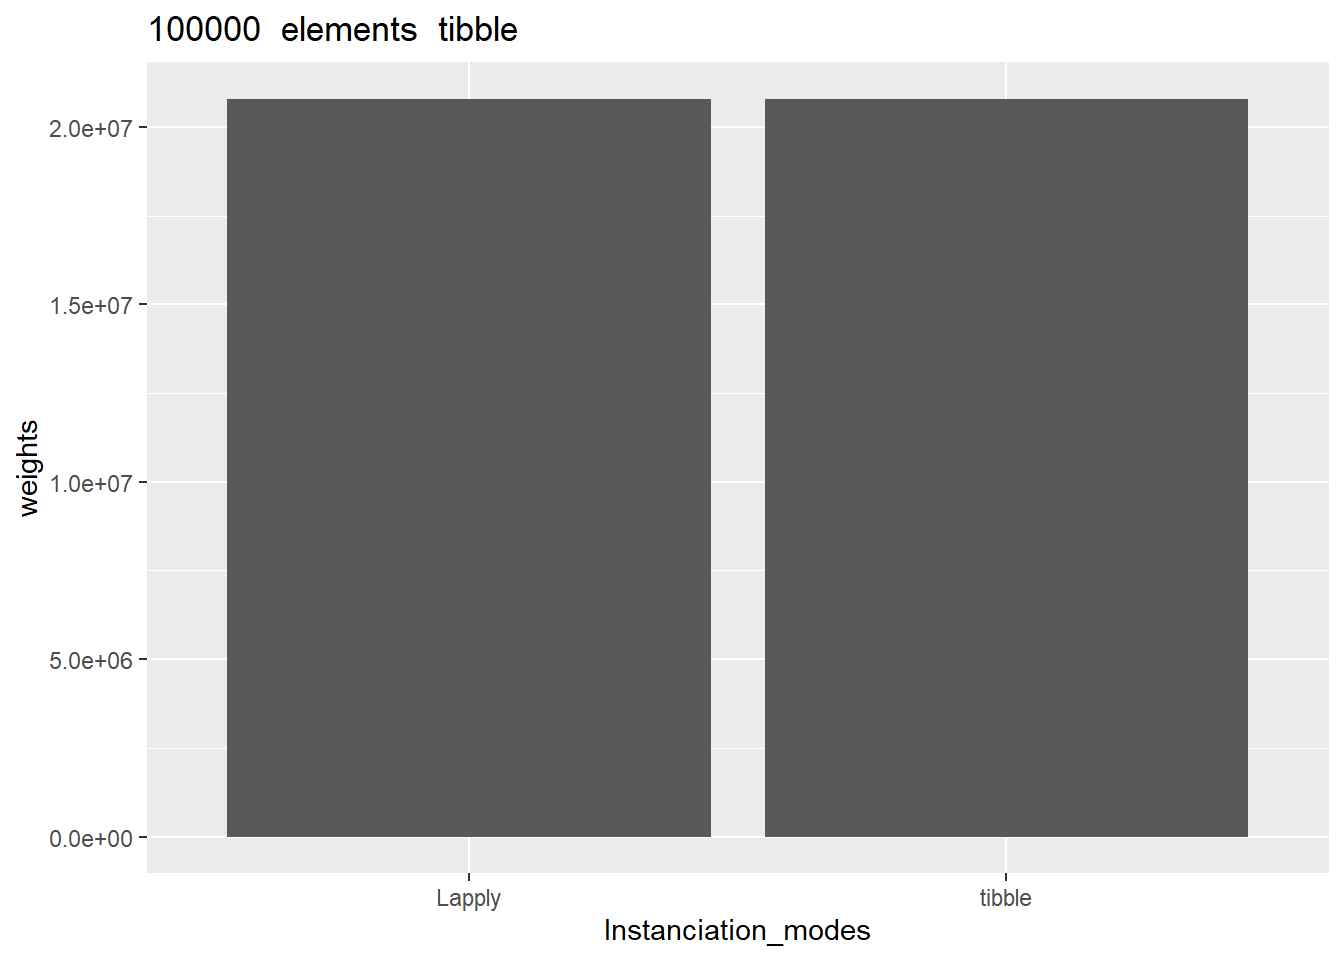 100000 elements tibble
2.0e+07
1.5e+07
1.0e+07
5.0e+06
0.0e+00
weights
Lapply
tibble
Instanciation_modes